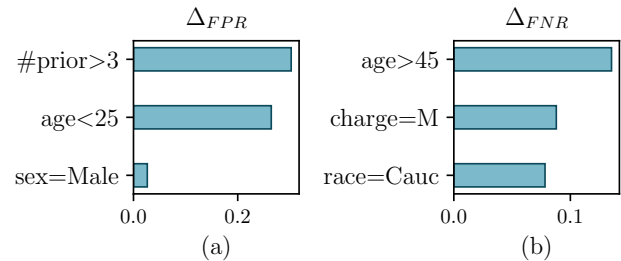 Δ_FPR
#prior>3
age<25
sex=Male
0.0 0.2
(a)
Δ_FNR
age>45
charge=M
race=Cauc
0.0 0.1
(b)